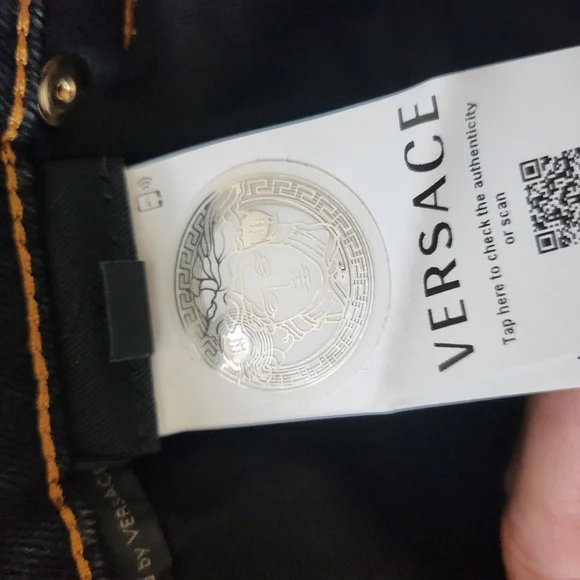 VERSACE
Tap here to check the authenticity
or scan
by VERSACE